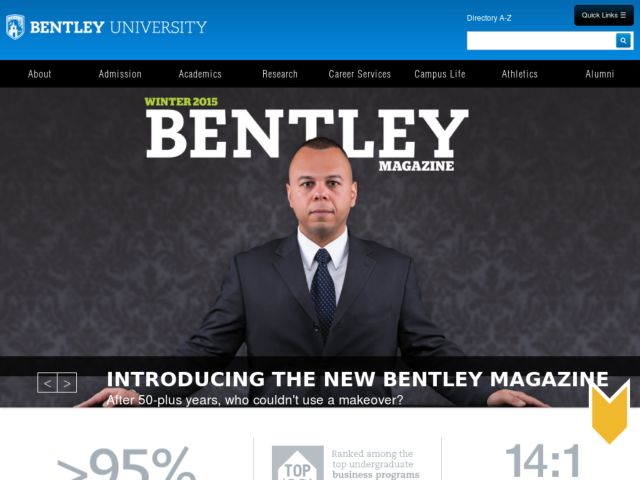 BENTLEY UNIVERSITY
Directory A-Z
Quick Links ☰
About Admission Academics Research Career Services Campus Life Athletics Alumni
WINTER 2015
BENTLEY
MAGAZINE
< >
INTRODUCING THE NEW BENTLEY MAGAZINE
After 50-plus years, who couldn't use a makeover?
>95%
TOP
Ranked among the
top undergraduate
business programs
14:1